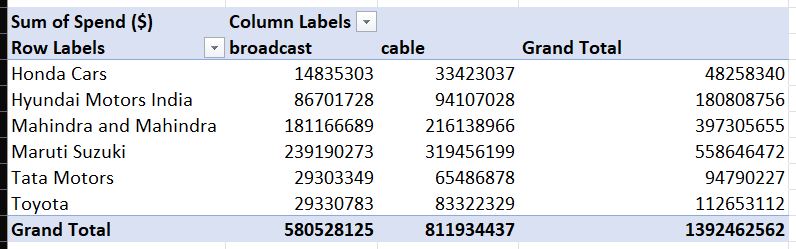 Sum of Spend ($) Column Labels
Row Labels broadcast cable Grand Total
Honda Cars 14835303 33423037 48258340
Hyundai Motors India 86701728 94107028 180808756
Mahindra and Mahindra 181166689 216138966 397305655
Maruti Suzuki 239190273 319456199 558646472
Tata Motors 29303349 65486878 94790227
Toyota 29330783 83322329 112653112
Grand Total 580528125 811934437 1392462562